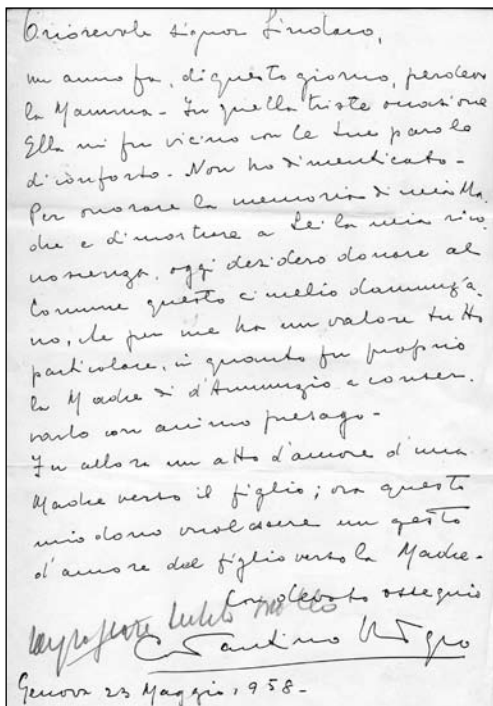 Onorevole Signor Sindaco,
un anno fa, di questo giorno, perdevo
la Mamma - In quella triste occasione
Ella mi fu vicino con le Sue parole
di conforto. Non ho dimenticato -
Per onorare la memoria di mia Ma
dre e dimostrare a Lei la mia rico
noscenza, oggi desidero donare al
Comune questo cimelio dannunzia
no, che per me ha un valore tutto
particolare, in quanto fu proprio
la Madre di d'Annunzio a conser
varlo con animo presago -
Fu allora un atto d'amore d'una
Madre verso il figlio; ora questo
mio dono vuol essere un gesto
d'amore del figlio verso la Madre -
Con devoto ossequio
Costantino
Genova 23 Maggio, 1958 -